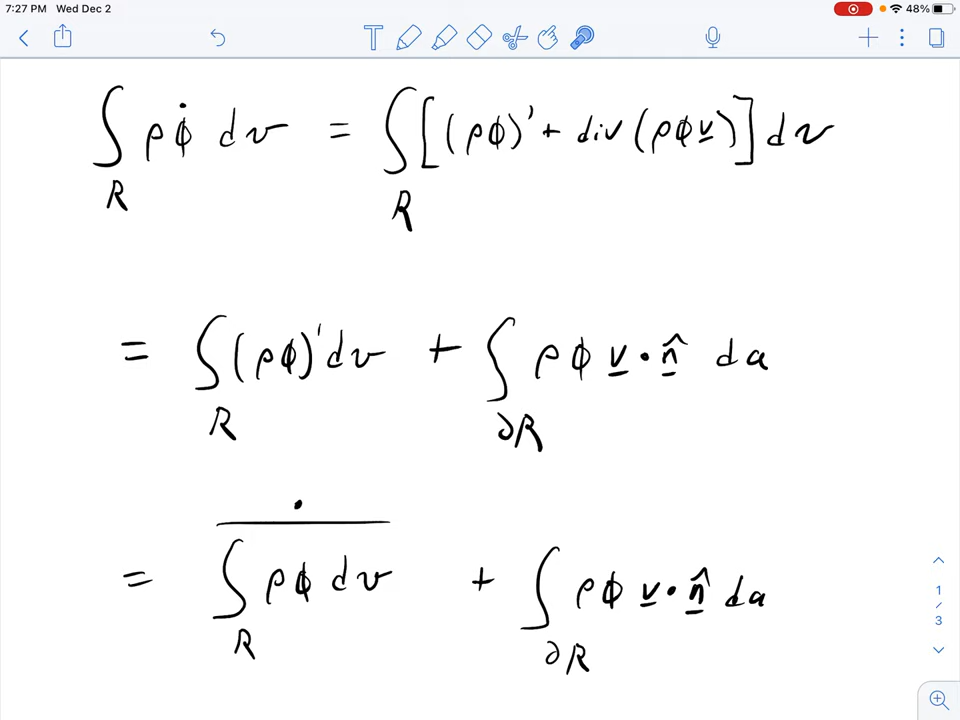 7:27 PM Wed Dec 2 48%
T
∫_R ρϕ̇ dv = ∫_R [(ρϕ)' + div(ρϕv̲)] dv
= ∫_R (ρϕ)' dv + ∫_∂R ρϕ v̲ · n̲̂ da
= \overline{∫_R ρϕ dv}^{·} + ∫_∂R ρϕ v̲ · n̲̂ da
1
/
3